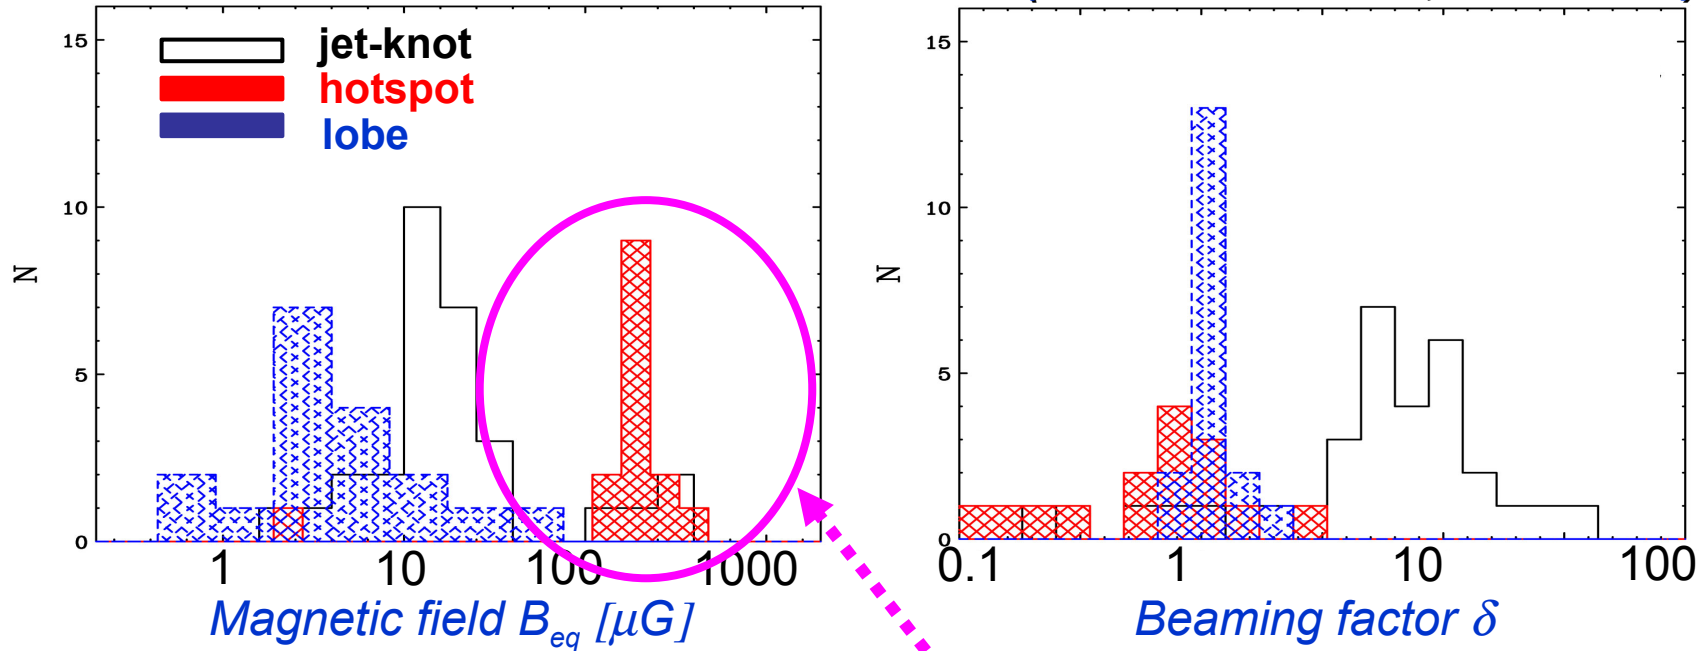 15
10
5
0
N
jet-knot
hotspot
lobe
1 10 100 1000
Magnetic field B_eq [μG]
15
10
5
0
N
0.1 1 10 100
Beaming factor δ